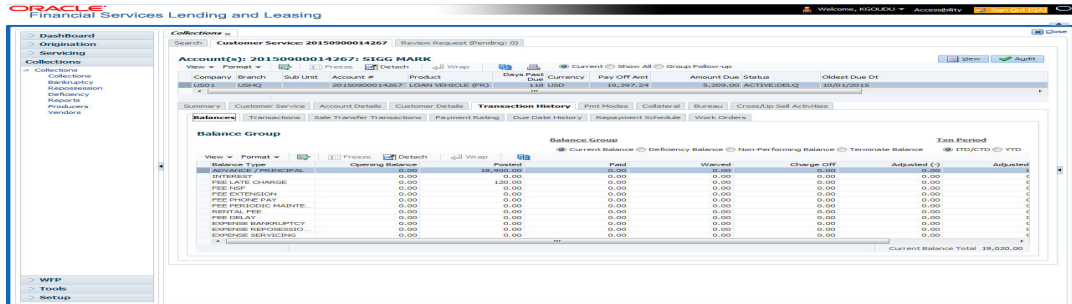 ORACLE
Financial Services Lending and Leasing
Welcome, KGOUDU Accessibility Sign Out [QA]
DashBoard
Origination
Servicing
Collections
Collections
Collections
Bankruptcy
Repossession
Deficiency
Reports
Producers
Vendors
WFP
Tools
Setup
Collections x Close
Search Customer Service: 20150900014267 Review Request (Pending: 0)
Account(s): 20150900014267: SIGG MARK View Audit
View Format Freeze Detach Wrap Current Show All Group Follow-up
Company Branch Sub Unit Account # Product Days Past Due Currency Pay Off Amt Amount Due Status Oldest Due Dt
US01 USHQ 20150900014267 LOAN VEHICLE (FR) 118 USD 19,397.24 5,209.00 ACTIVE:DELQ 10/01/2015
Summary Customer Service Account Details Customer Details Transaction History Pmt Modes Collateral Bureau Cross/Up Sell Activities
Balances Transactions Sale Transfer Transactions Payment Rating Due Date History Repayment Schedule Work Orders
Balance Group
Balance Group Txn Period
Current Balance Deficiency Balance Non-Performing Balance Terminate Balance ITD/CTD YTD
View Format Freeze Detach Wrap
Balance Type Opening Balance Posted Paid Waived Charge Off Adjusted (-) Adjusted
ADVANCE / PRINCIPAL 0.00 18,900.00 0.00 0.00 0.00 0.00
INTEREST 0.00 0.00 0.00 0.00 0.00 0.00
FEE LATE CHARGE 0.00 120.00 0.00 0.00 0.00 0.00
FEE NSF 0.00 0.00 0.00 0.00 0.00 0.00
FEE EXTENSION 0.00 0.00 0.00 0.00 0.00 0.00
FEE PHONE PAY 0.00 0.00 0.00 0.00 0.00 0.00
FEE PERIODIC MAINTE... 0.00 0.00 0.00 0.00 0.00 0.00
RENTAL FEE 0.00 0.00 0.00 0.00 0.00 0.00
FEE DELAY 0.00 0.00 0.00 0.00 0.00 0.00
EXPENSE BANKRUPTCY 0.00 0.00 0.00 0.00 0.00 0.00
EXPENSE REPOSESSIO... 0.00 0.00 0.00 0.00 0.00 0.00
EXPENSE SERVICING 0.00 0.00 0.00 0.00 0.00 0.00
Current Balance Total 19,020.00